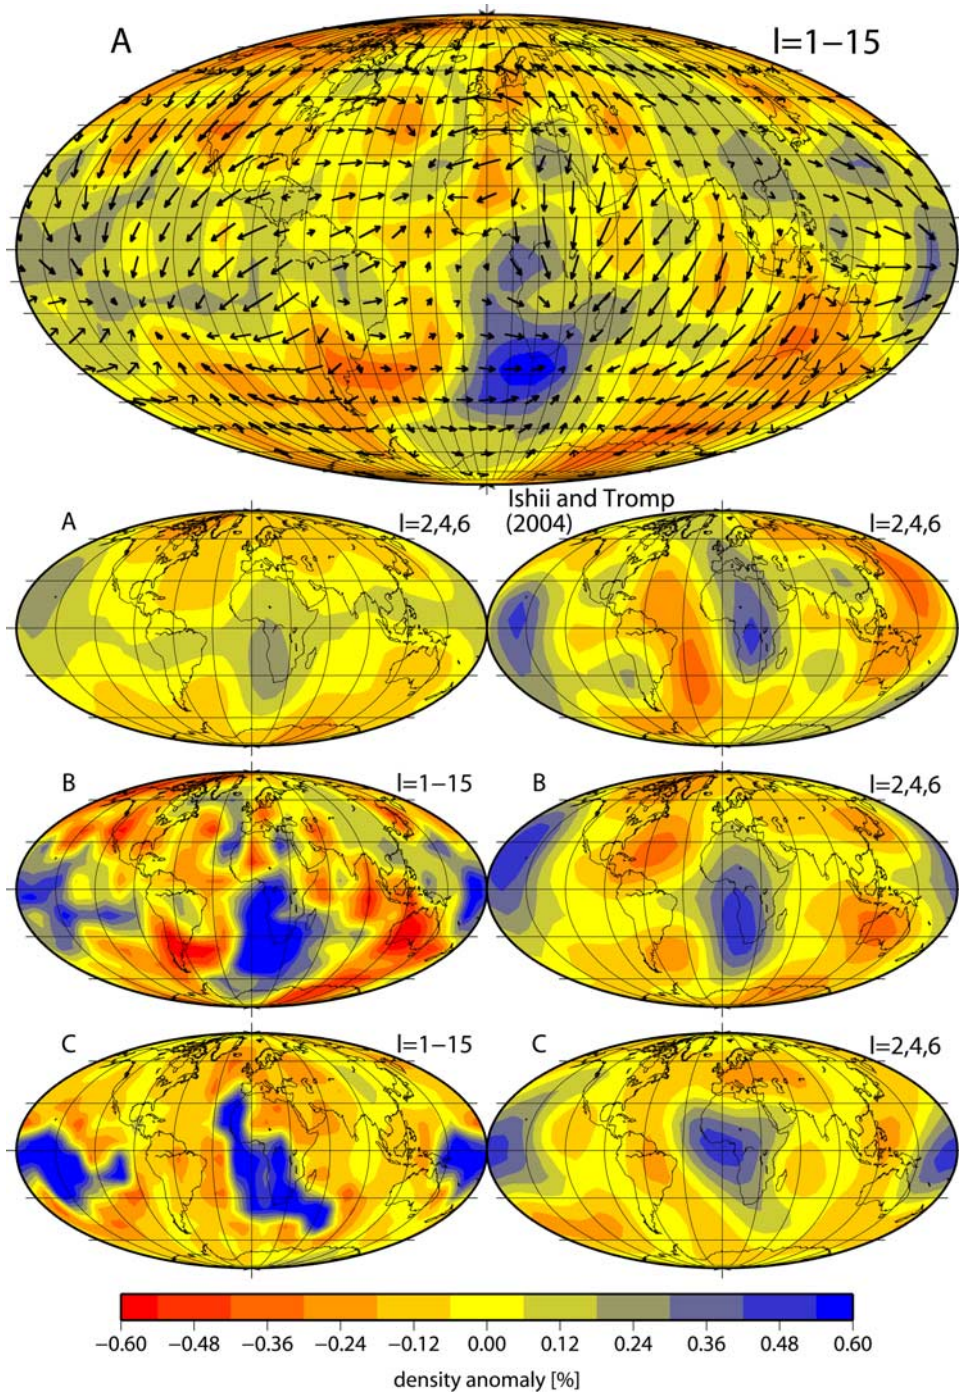 A l=1−15
Ishii and Tromp
(2004)
A l=2,4,6
l=2,4,6
B l=1−15
B l=2,4,6
C l=1−15
C l=2,4,6
−0.60 −0.48 −0.36 −0.24 −0.12 0.00 0.12 0.24 0.36 0.48 0.60
density anomaly [%]